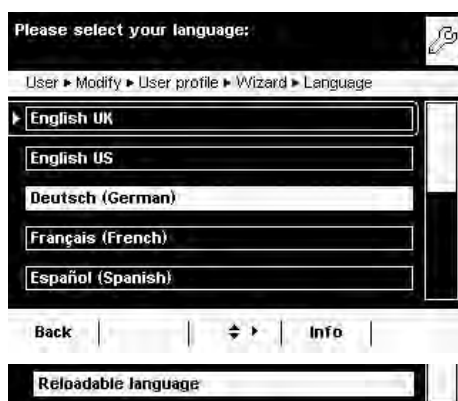 Please select your language:
User ▸ Modify ▸ User profile ▸ Wizard ▸ Language
English UK
English US
Deutsch (German)
Français (French)
Español (Spanish)
Back Info
Reloadable language